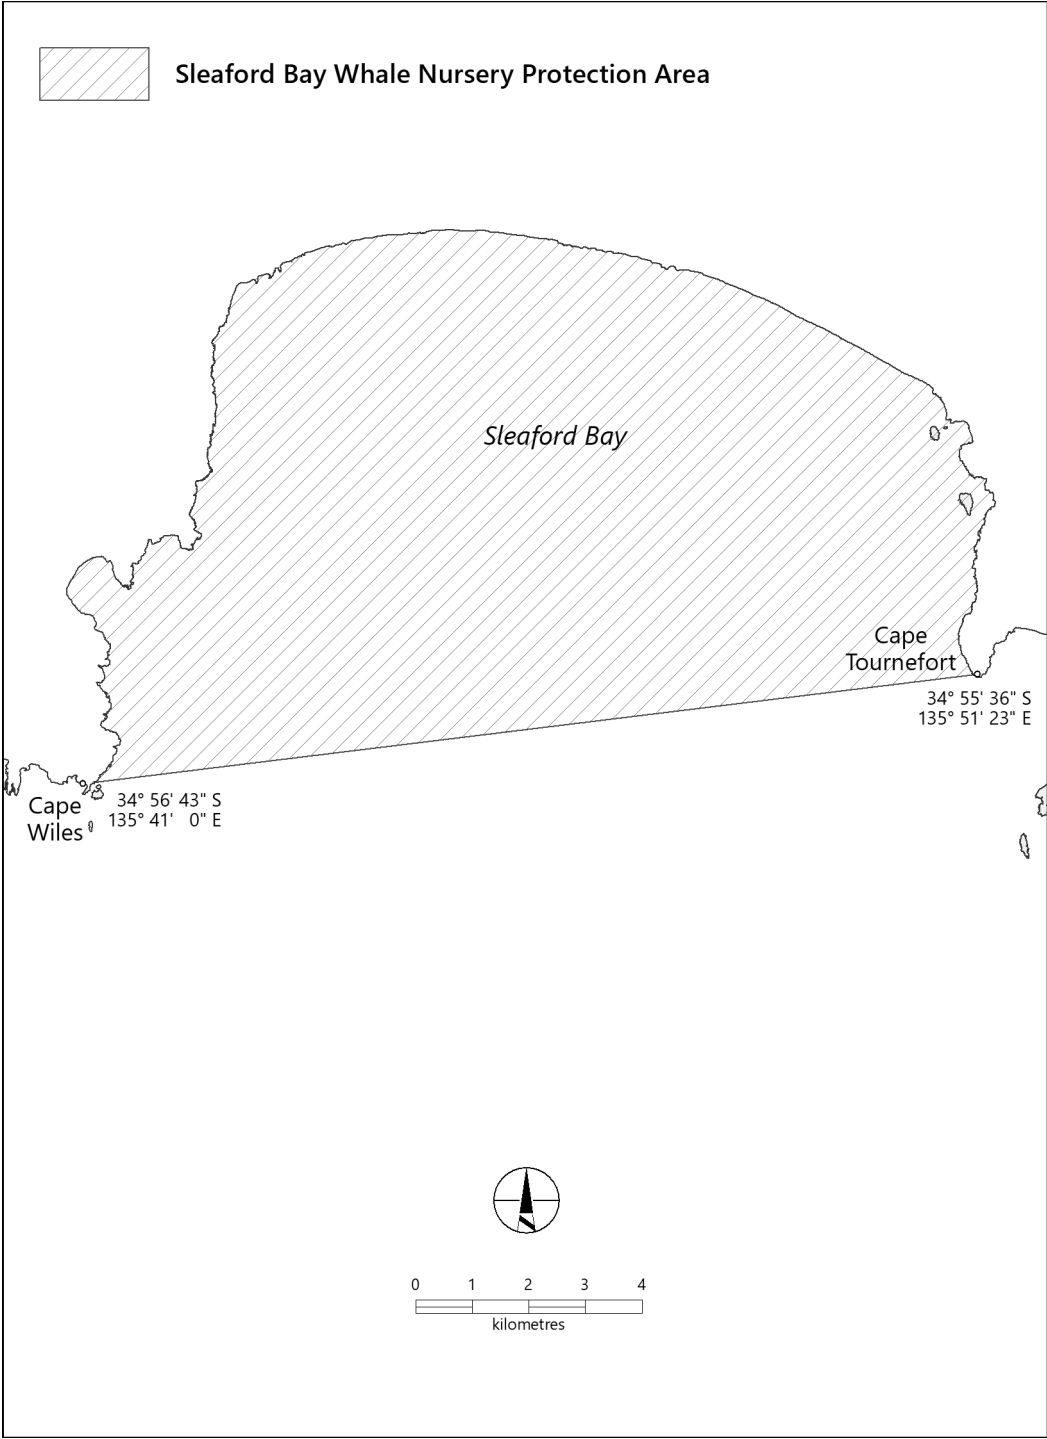 Sleaford Bay Whale Nursery Protection Area
Sleaford Bay
Cape
Tournefort
34° 55' 36" S
135° 51' 23" E
Cape
Wiles
34° 56' 43" S
135° 41' 0" E
0 1 2 3 4
kilometres